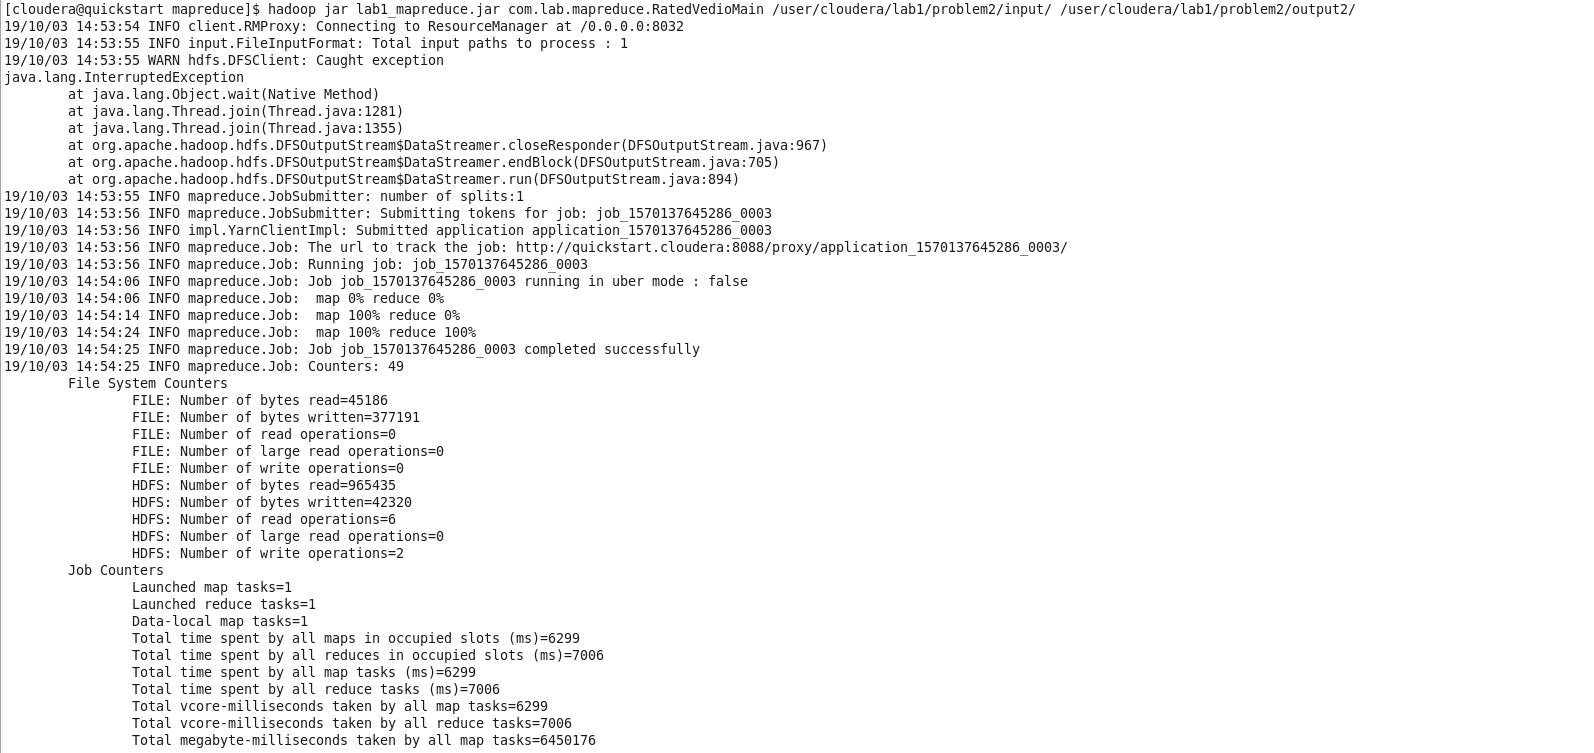 [cloudera@quickstart mapreduce]$ hadoop jar lab1_mapreduce.jar com.lab.mapreduce.RatedVedioMain /user/cloudera/lab1/problem2/input/ /user/cloudera/lab1/problem2/output2/
19/10/03 14:53:54 INFO client.RMProxy: Connecting to ResourceManager at /0.0.0.0:8032
19/10/03 14:53:55 INFO input.FileInputFormat: Total input paths to process : 1
19/10/03 14:53:55 WARN hdfs.DFSClient: Caught exception
java.lang.InterruptedException
        at java.lang.Object.wait(Native Method)
        at java.lang.Thread.join(Thread.java:1281)
        at java.lang.Thread.join(Thread.java:1355)
        at org.apache.hadoop.hdfs.DFSOutputStream$DataStreamer.closeResponder(DFSOutputStream.java:967)
        at org.apache.hadoop.hdfs.DFSOutputStream$DataStreamer.endBlock(DFSOutputStream.java:705)
        at org.apache.hadoop.hdfs.DFSOutputStream$DataStreamer.run(DFSOutputStream.java:894)
19/10/03 14:53:55 INFO mapreduce.JobSubmitter: number of splits:1
19/10/03 14:53:56 INFO mapreduce.JobSubmitter: Submitting tokens for job: job_1570137645286_0003
19/10/03 14:53:56 INFO impl.YarnClientImpl: Submitted application application_1570137645286_0003
19/10/03 14:53:56 INFO mapreduce.Job: The url to track the job: http://quickstart.cloudera:8088/proxy/application_1570137645286_0003/
19/10/03 14:53:56 INFO mapreduce.Job: Running job: job_1570137645286_0003
19/10/03 14:54:06 INFO mapreduce.Job: Job job_1570137645286_0003 running in uber mode : false
19/10/03 14:54:06 INFO mapreduce.Job:  map 0% reduce 0%
19/10/03 14:54:14 INFO mapreduce.Job:  map 100% reduce 0%
19/10/03 14:54:24 INFO mapreduce.Job:  map 100% reduce 100%
19/10/03 14:54:25 INFO mapreduce.Job: Job job_1570137645286_0003 completed successfully
19/10/03 14:54:25 INFO mapreduce.Job: Counters: 49
        File System Counters
                FILE: Number of bytes read=45186
                FILE: Number of bytes written=377191
                FILE: Number of read operations=0
                FILE: Number of large read operations=0
                FILE: Number of write operations=0
                HDFS: Number of bytes read=965435
                HDFS: Number of bytes written=42320
                HDFS: Number of read operations=6
                HDFS: Number of large read operations=0
                HDFS: Number of write operations=2
        Job Counters
                Launched map tasks=1
                Launched reduce tasks=1
                Data-local map tasks=1
                Total time spent by all maps in occupied slots (ms)=6299
                Total time spent by all reduces in occupied slots (ms)=7006
                Total time spent by all map tasks (ms)=6299
                Total time spent by all reduce tasks (ms)=7006
                Total vcore-milliseconds taken by all map tasks=6299
                Total vcore-milliseconds taken by all reduce tasks=7006
                Total megabyte-milliseconds taken by all map tasks=6450176